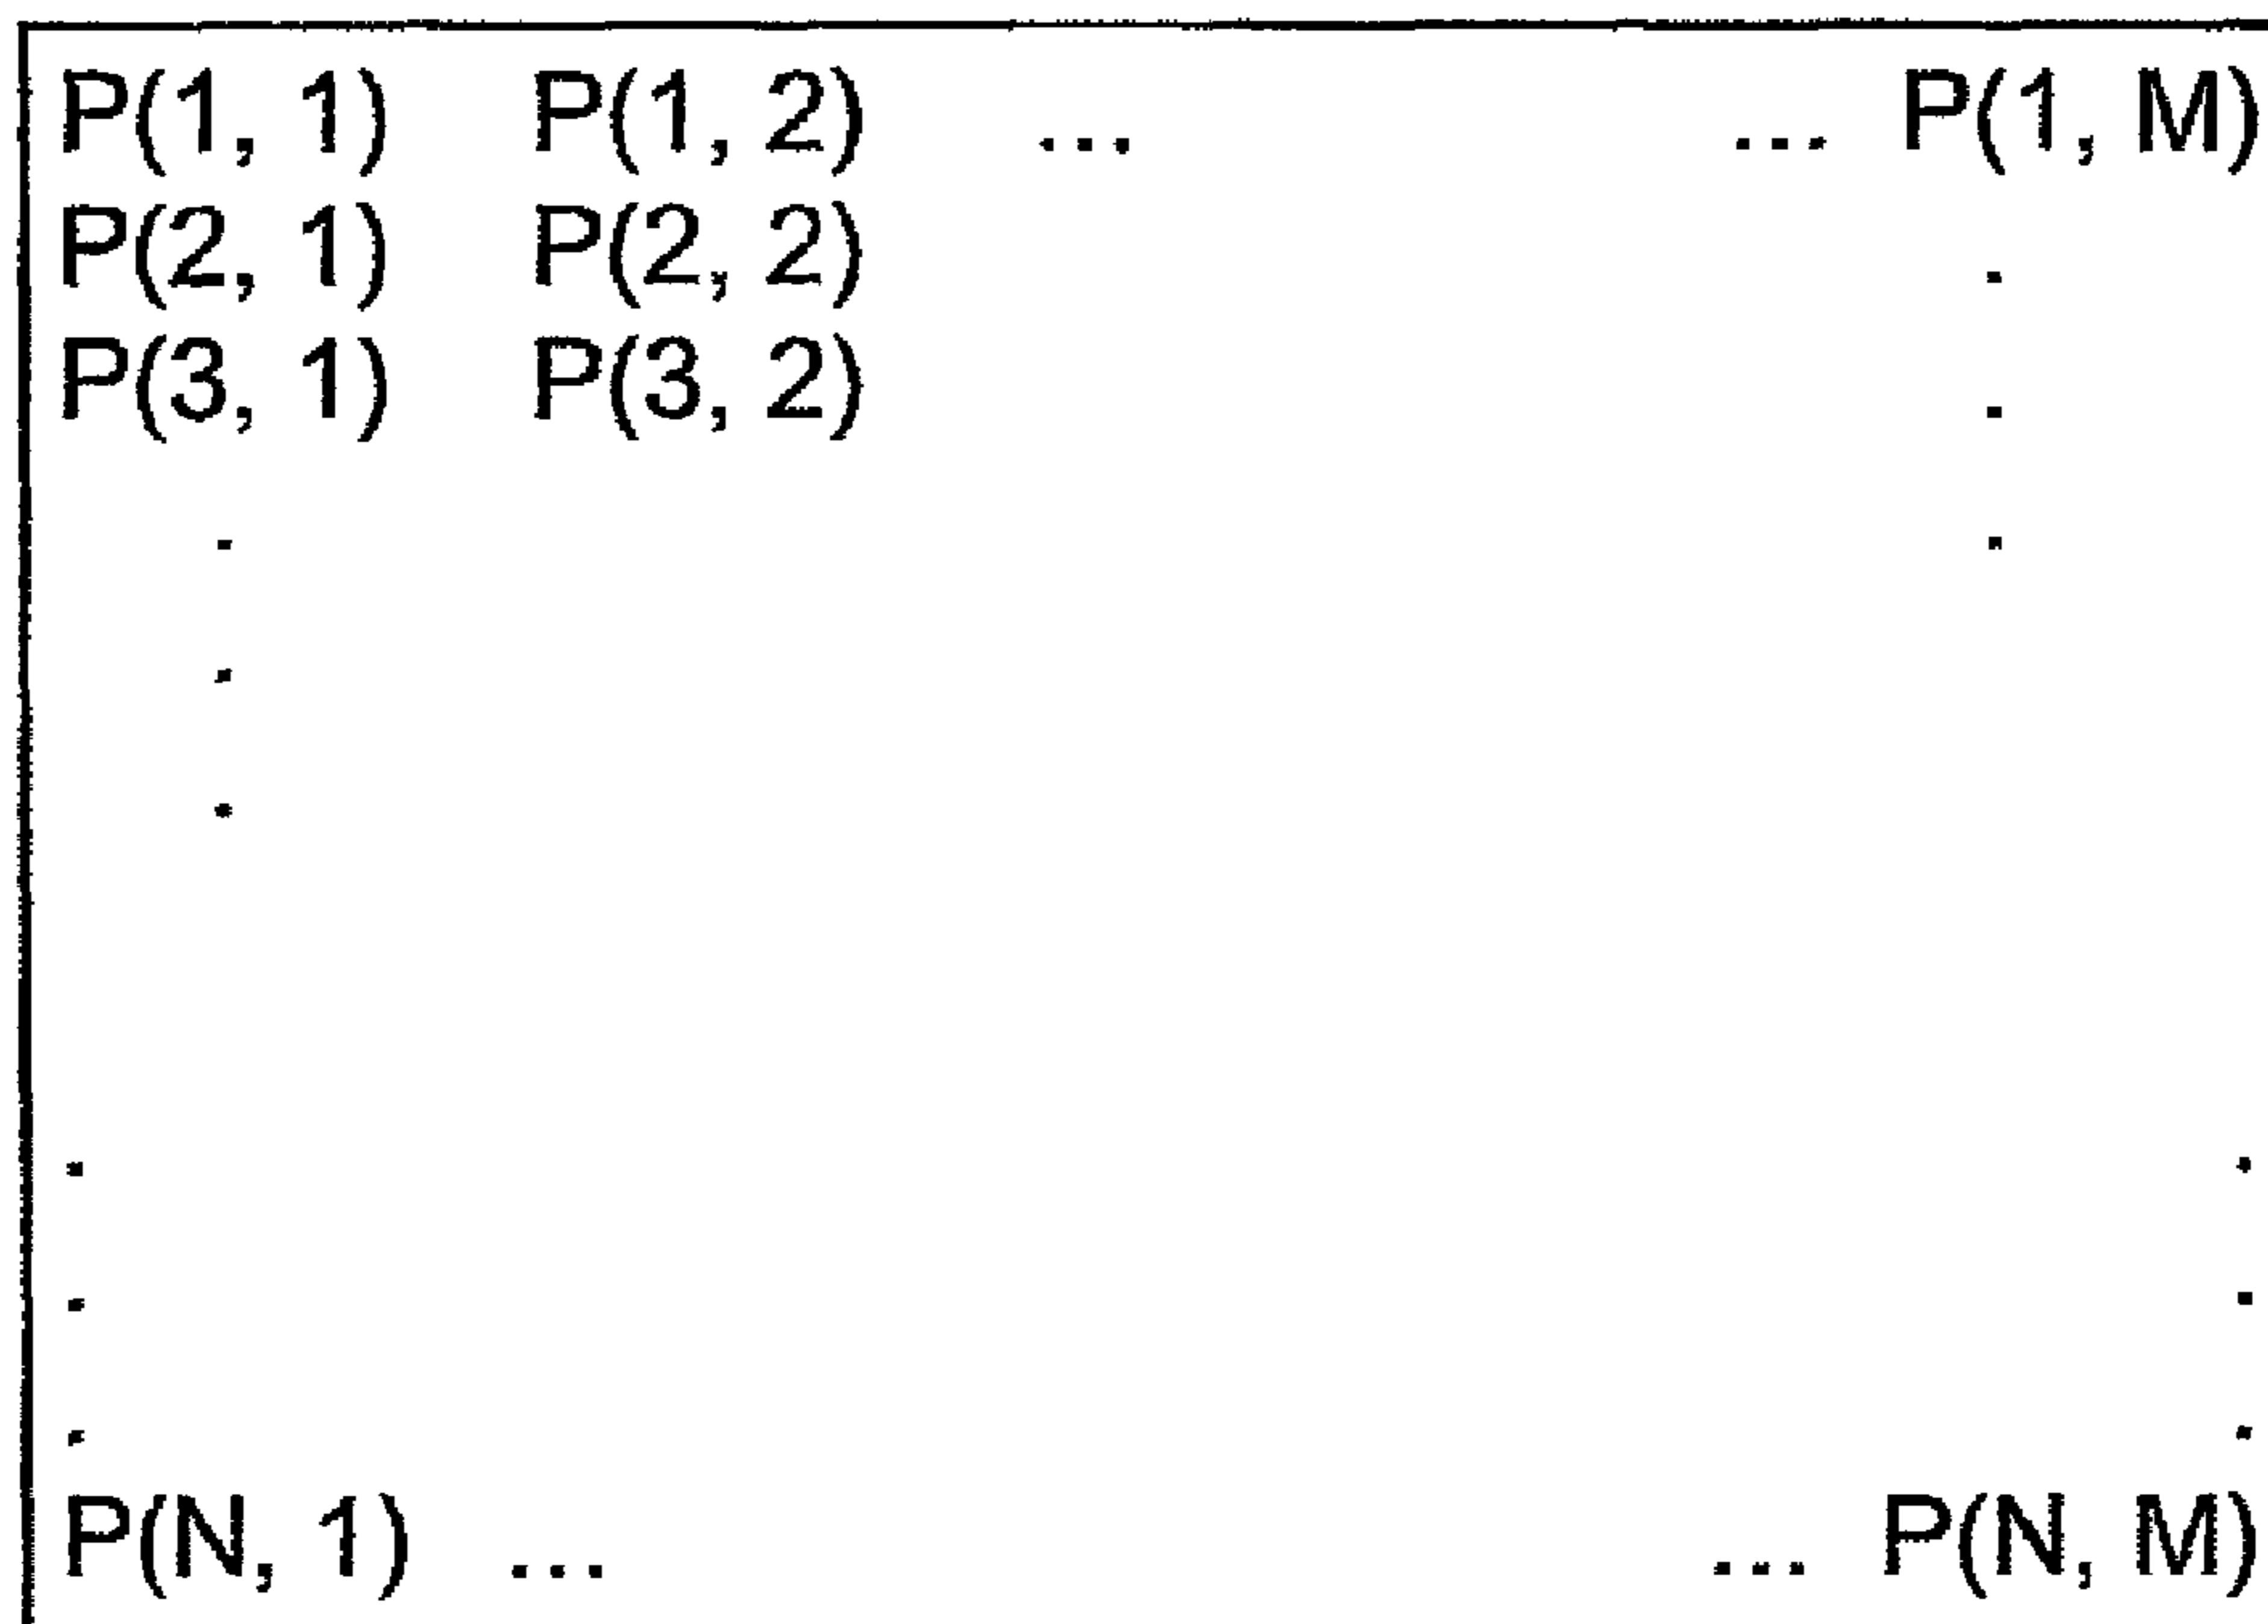 P(1, 1) P(1, 2) ... ... P(1, M)
P(2, 1) P(2, 2) .
P(3, 1) P(3, 2) .
. .
.
.
. .
. .
. .
P(N, 1) ... ... P(N, M)